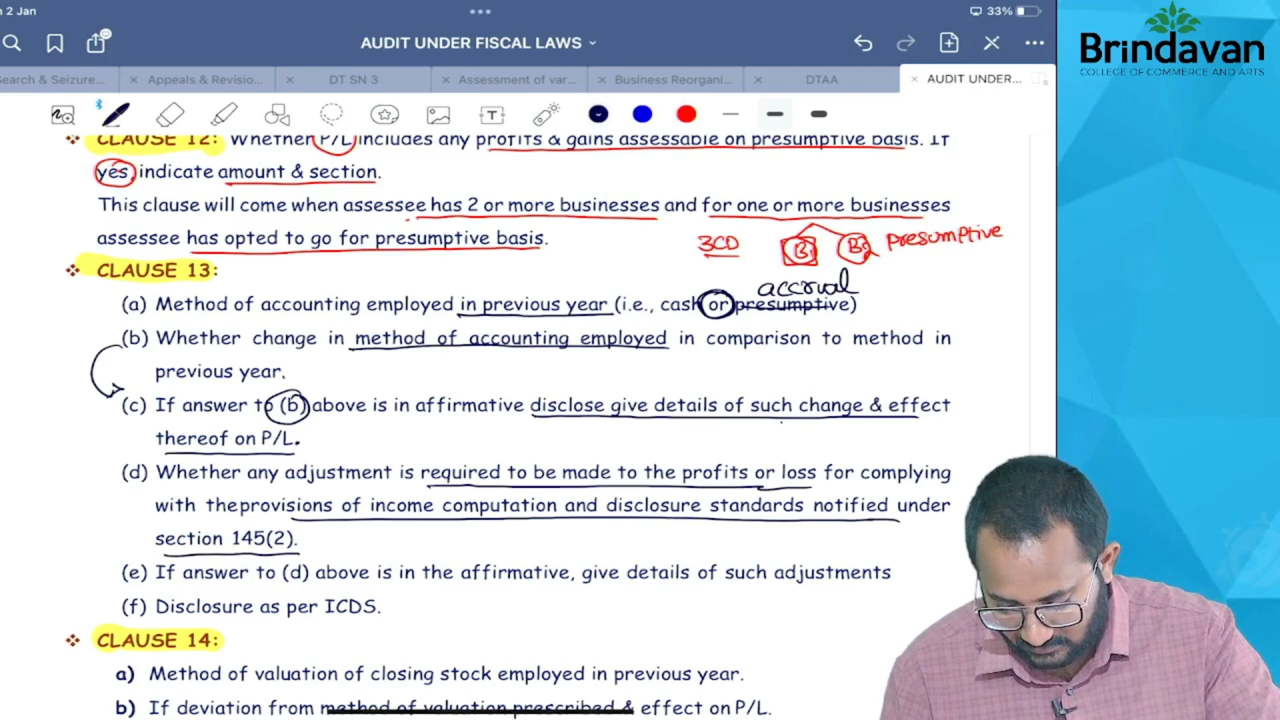 2 Jan
33%
AUDIT UNDER FISCAL LAWS
earch & Seizure...
Appeals & Revisio...
DT SN 3
Assessment of var...
Business Reorgani...
DTAA
AUDIT UNDER...
Brindavan
COLLEGE OF COMMERCE AND ARTS
CLAUSE 12: Whether P/L includes any profits & gains assessable on presumptive basis. If
yes, indicate amount & section.
This clause will come when assessee has 2 or more businesses and for one or more businesses
assessee has opted to go for presumptive basis.
3CD B1 B2 Presumptive
CLAUSE 13:
accrual
(a) Method of accounting employed in previous year (i.e., cash or presumptive)
(b) Whether change in method of accounting employed in comparison to method in
previous year.
(c) If answer to (b) above is in affirmative disclose give details of such change & effect
thereof on P/L.
(d) Whether any adjustment is required to be made to the profits or loss for complying
with theprovisions of income computation and disclosure standards notified under
section 145(2).
(e) If answer to (d) above is in the affirmative, give details of such adjustments
(f) Disclosure as per ICDS.
CLAUSE 14:
a) Method of valuation of closing stock employed in previous year.
b) If deviation from method of valuation prescribed & effect on P/L.